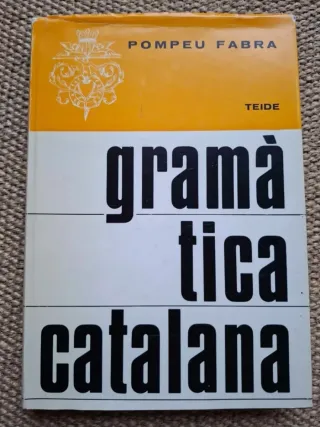 POMPEU FABRA
TEIDE
gramà
tica
catalana